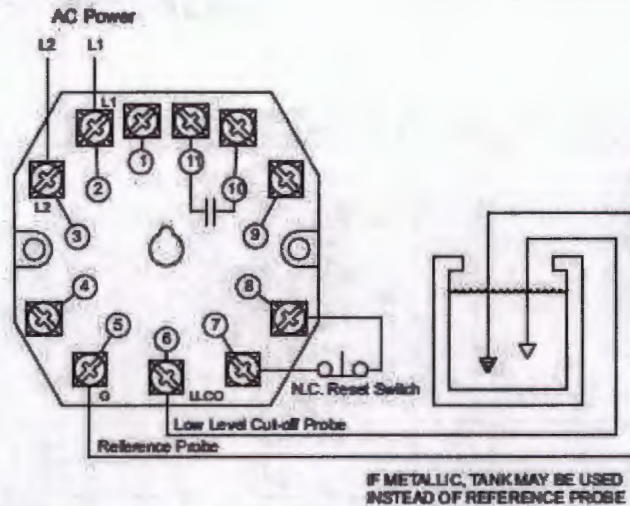 AC Power
L2 L1
L1
1
11
2
10
L2
3
9
4
8
5
6
7
G
LLCO
N.C. Reset Switch
Low Level Cut-off Probe
Reference Probe
IF METALLIC, TANK MAY BE USED
INSTEAD OF REFERENCE PROBE